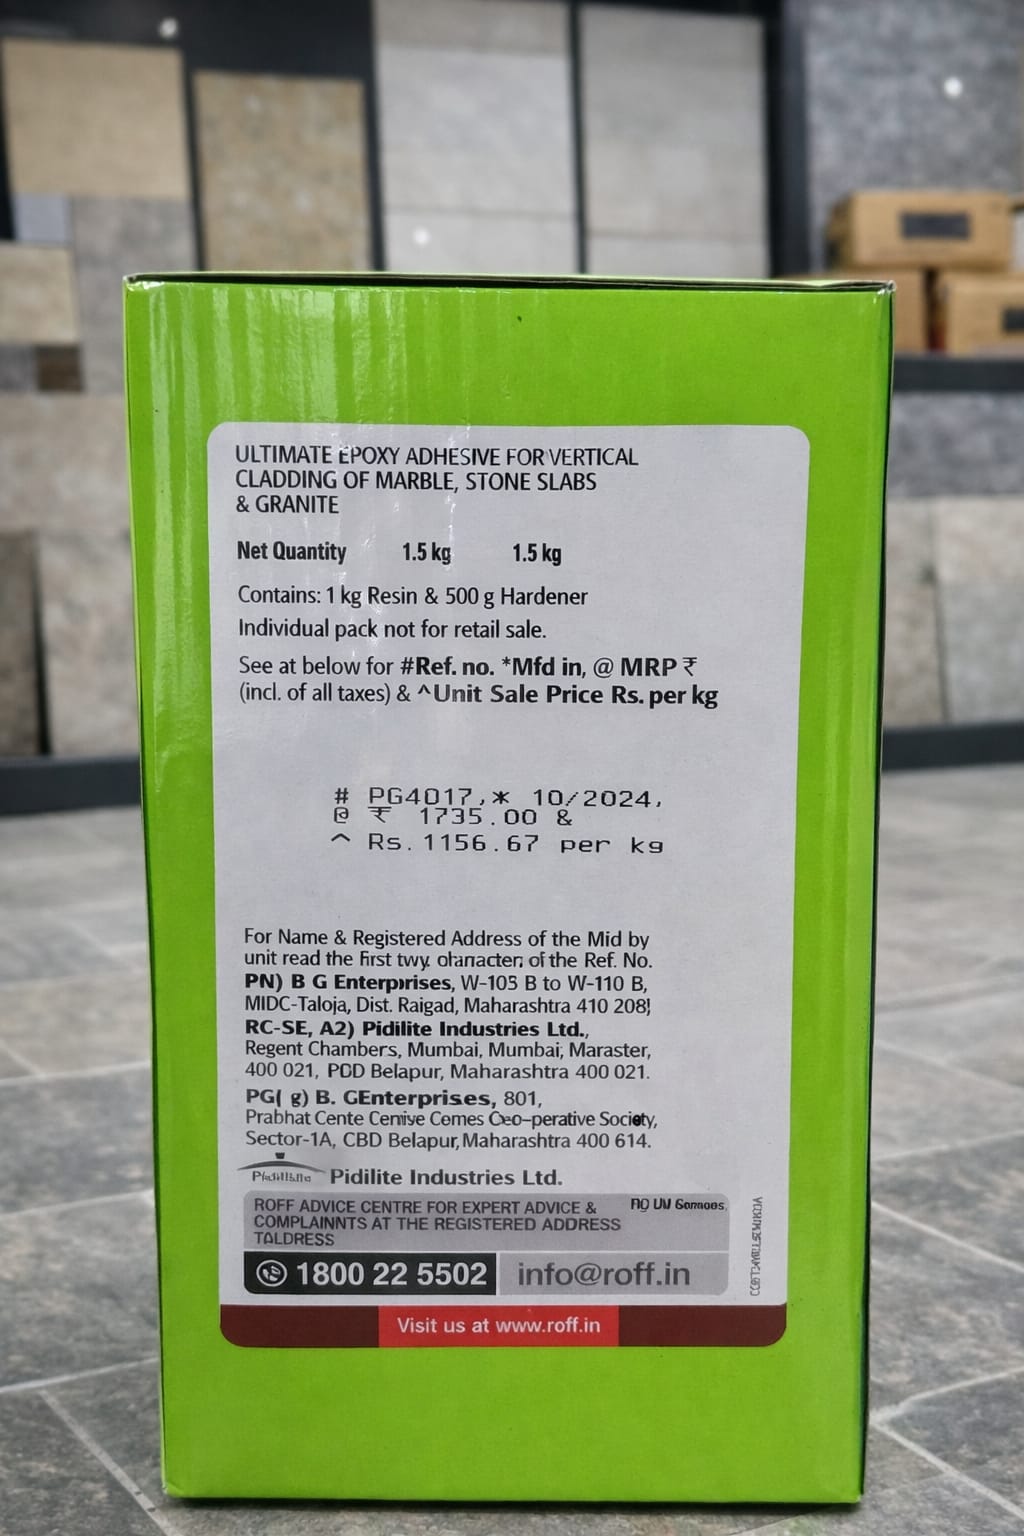 ULTIMATE EPOXY ADHESIVE FOR VERTICAL
CLADDING OF MARBLE, STONE SLABS
& GRANITE
Net Quantity 1.5 kg 1.5 kg
Contains: 1 kg Resin & 500 g Hardener
Individual pack not for retail sale.
See at below for #Ref. no. *Mfd in, @ MRP ₹
(incl. of all taxes) & ^Unit Sale Price Rs. per kg
# PG4017,* 10/2024,
@ ₹ 1735.00 &
^ Rs. 1156.67 per kg
For Name & Registered Address of the Mid by
unit read the First twy of the Ref. No.
PN) B G Enterprises, W-105 B to W-110 B,
MIDC-Taloja, Dist. Raigad, Maharashtra 410 208;
RC-SE, A2) Pidilite Industries Ltd.,
Regent Chambers, Mumbai, Mumbai, Maraster,
400 021, Belapur, Maharashtra 400 021.
PG( g) B. GEnterprises, 801,
Prabhat Cente Cemes Society,
Sector-1A, CBD Belapur, Maharashtra 400 614.
Pidilite Industries Ltd.
ROFF ADVICE CENTRE FOR EXPERT ADVICE &
COMPLAINNTS AT THE REGISTERED ADDRESS
TALDRESS
1800 22 5502 info@roff.in
Visit us at www.roff.in